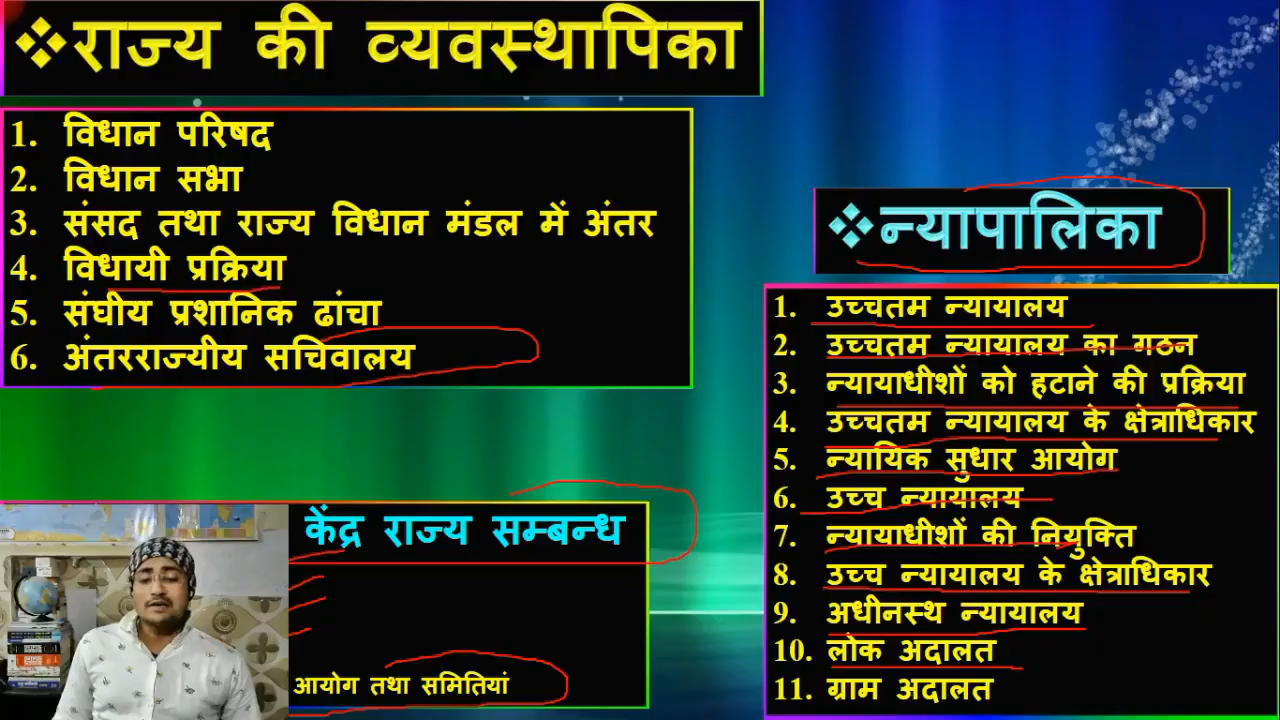 ❖राज्य की व्यवस्थापिका
1. विधान परिषद
2. विधान सभा
3. संसद तथा राज्य विधान मंडल में अंतर
4. विधायी प्रक्रिया
5. संघीय प्रशानिक ढांचा
6. अंतरराज्यीय सचिवालय
केंद्र राज्य सम्बन्ध
आयोग तथा समितियां
❖न्यापालिका
1. उच्चतम न्यायालय
2. उच्चतम न्यायालय का गठन
3. न्यायाधीशों को हटाने की प्रक्रिया
4. उच्चतम न्यायालय के क्षेत्राधिकार
5. न्यायिक सुधार आयोग
6. उच्च न्यायालय
7. न्यायाधीशों की नियुक्ति
8. उच्च न्यायालय के क्षेत्राधिकार
9. अधीनस्थ न्यायालय
10. लोक अदालत
11. ग्राम अदालत